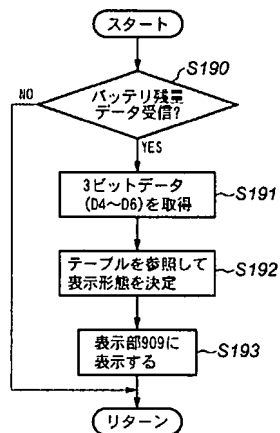 スタート
S190
バッテリ残量
データ受信?
NO
YES
3ビットデータ
(D4～D6)を取得
S191
テーブルを参照して
表示形態を決定
S192
表示部909に
表示する
S193
リターン